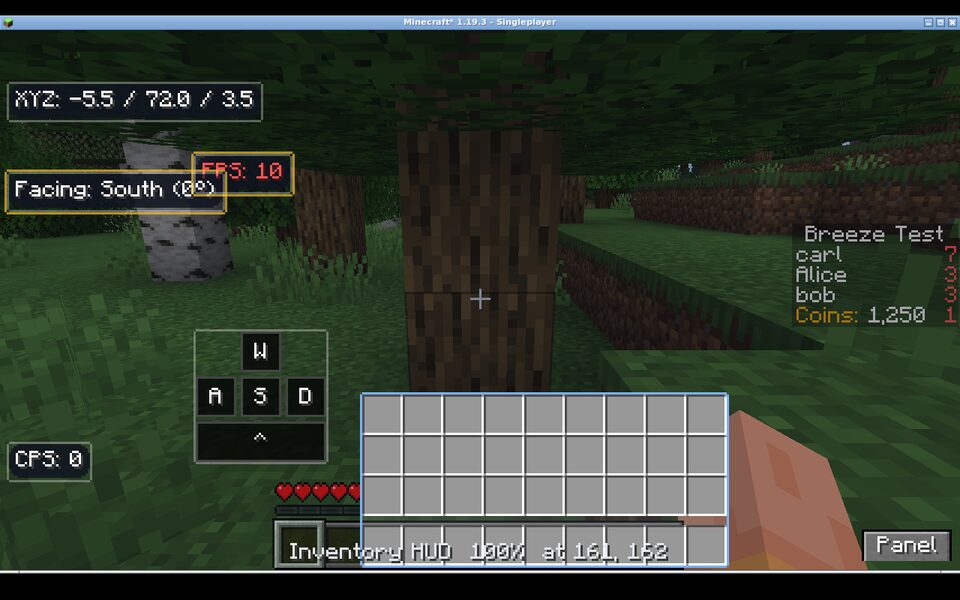 Minecraft* 1.19.3 - Singleplayer
XYZ: -5.5 / 72.0 / 3.5
FPS: 10
Facing: South (0º)
Breeze Test
carl 7
Alice 3
bob 3
Coins: 1,250 1
W
A S D
^
CPS: 0
Inventory HUD 100% at 161, 162
Panel